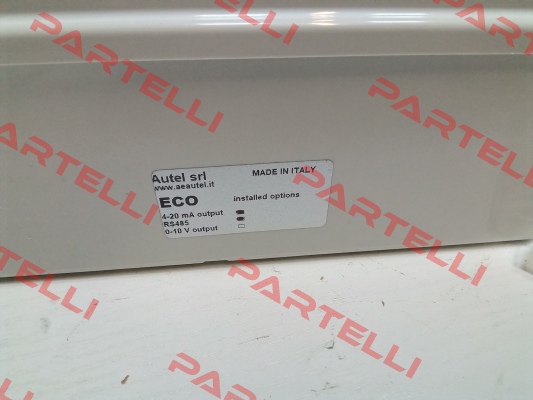 PARTELLI
PARTELLI
PARTELLI
PARTELLI
Autel srl MADE IN ITALY
www.aeautel.it
ECO installed options
4-20 mA output
RS485
0-10 V output
PARTELLI
PARTELLI
PARTELLI
PARTELLI